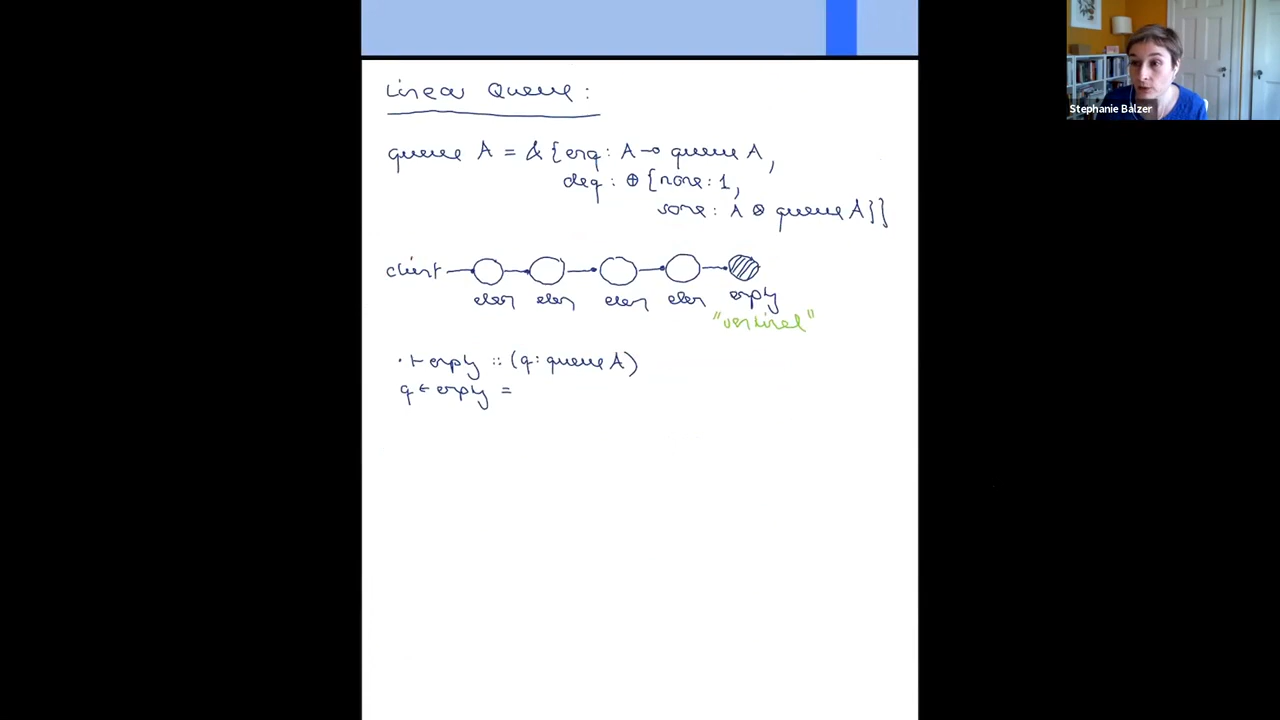 Linear Queue:
queue A = &{enq: A ⊸ queue A,
deq: ⊕{none: 1,
some: A ⊗ queue A}}
client
elem elem elem elem empty
"sentinel"
· ⊢ empty :: (q: queue A)
q ← empty =
Stephanie Balzer